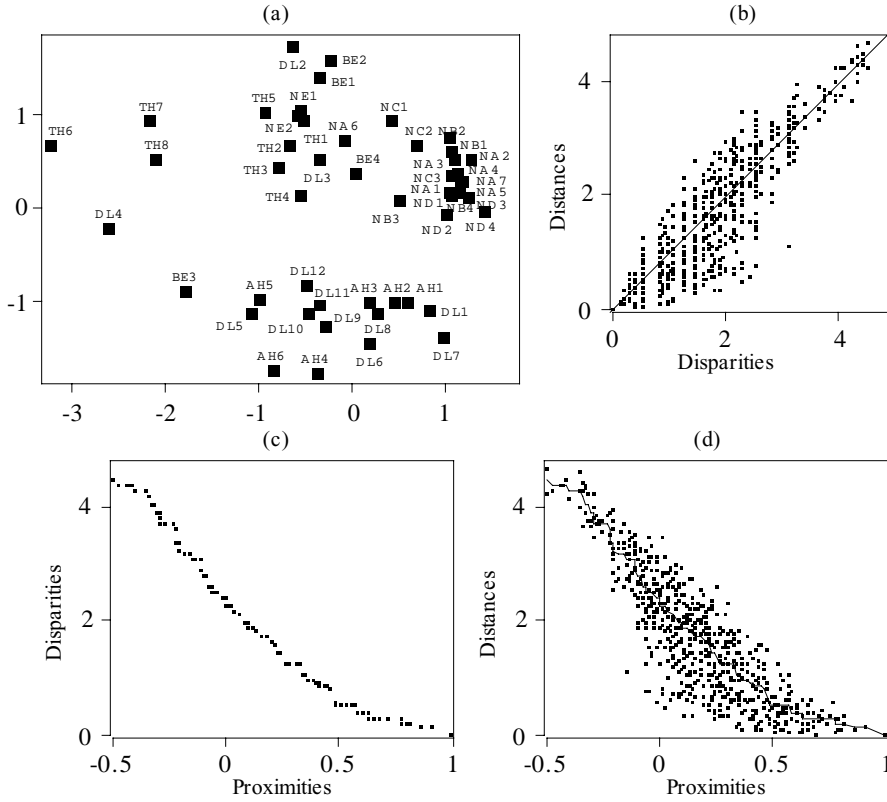 (a)
(b)
DL2
BE2
BE1
TH7
TH5
NE1
NC1
TH6
TH8
NE2
NA6
NC2
NB2
TH2
TH1
NB1
TH3
DL3
BE4
NA3
NA2
NC3
NA4
NA7
TH4
NA1
NA5
DL4
NB3
ND1
NB4
ND3
ND2
ND4
BE3
AH5
DL12
DL11
AH3
AH2
AH1
DL5
DL10
DL9
DL8
DL1
AH6
AH4
DL6
DL7
1
0
-1
-3
-2
-1
0
1
Distances
4
2
0
0
2
4
Disparities
(c)
(d)
Disparities
4
2
0
-0.5
0
0.5
1
Proximities
Distances
4
2
0
-0.5
0
0.5
1
Proximities